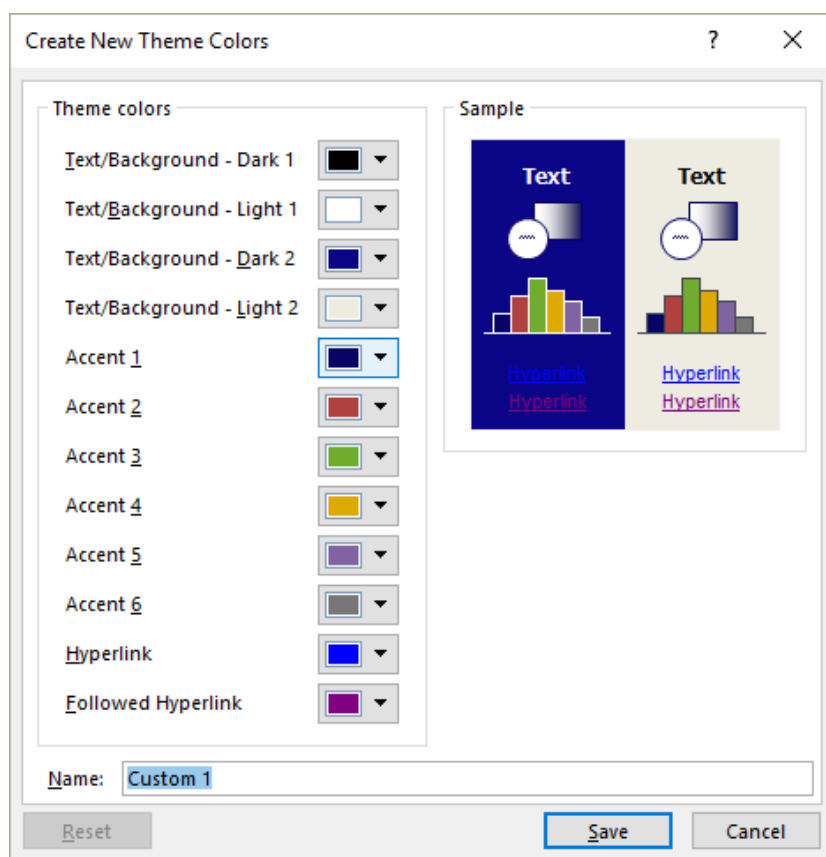 Create New Theme Colors
?
Theme colors
Text/Background - Dark 1
Text/Background - Light 1
Text/Background - Dark 2
Text/Background - Light 2
Accent 1
Accent 2
Accent 3
Accent 4
Accent 5
Accent 6
Hyperlink
Followed Hyperlink
Sample
Text Text
Hyperlink Hyperlink
Hyperlink Hyperlink
Name: Custom 1
Reset Save Cancel